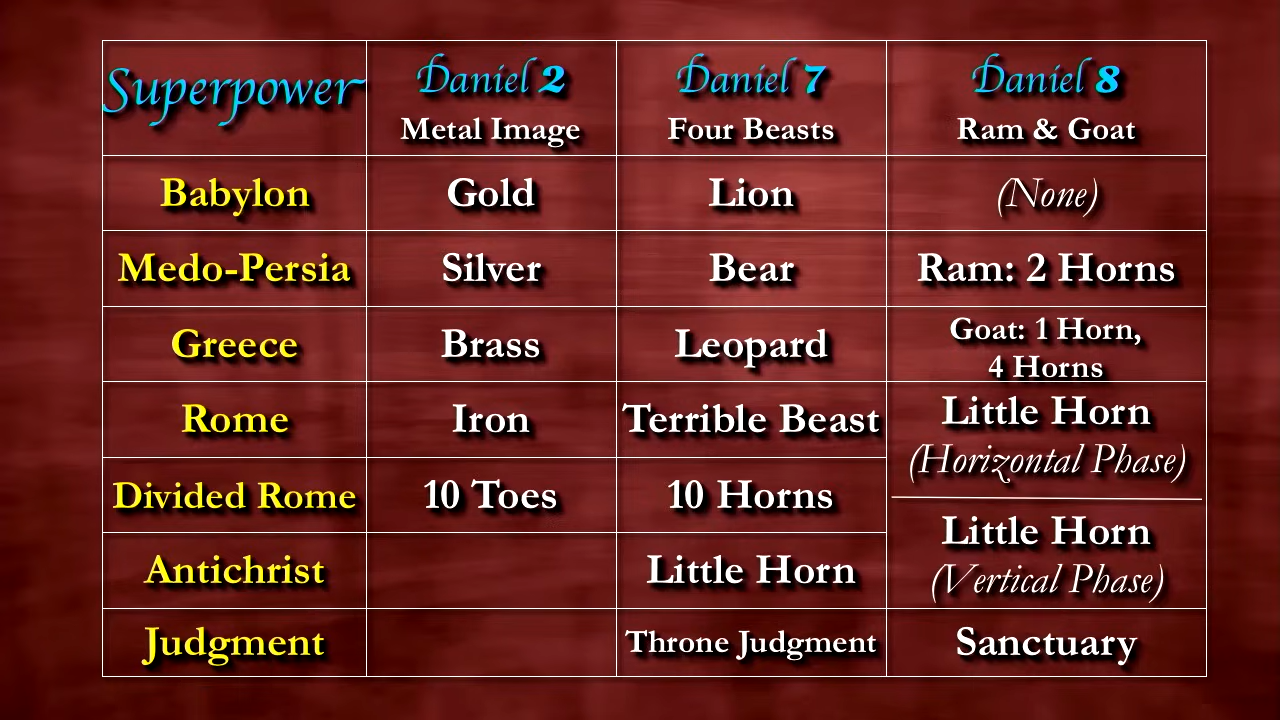 Superpower
Daniel 2
Metal Image
Daniel 7
Four Beasts
Daniel 8
Ram & Goat
Babylon
Gold
Lion
(None)
Medo-Persia
Silver
Bear
Ram: 2 Horns
Greece
Brass
Leopard
Goat: 1 Horn,
4 Horns
Rome
Iron
Terrible Beast
Little Horn
(Horizontal Phase)
Divided Rome
10 Toes
10 Horns
Little Horn
(Vertical Phase)
Antichrist
Little Horn
Judgment
Throne Judgment
Sanctuary